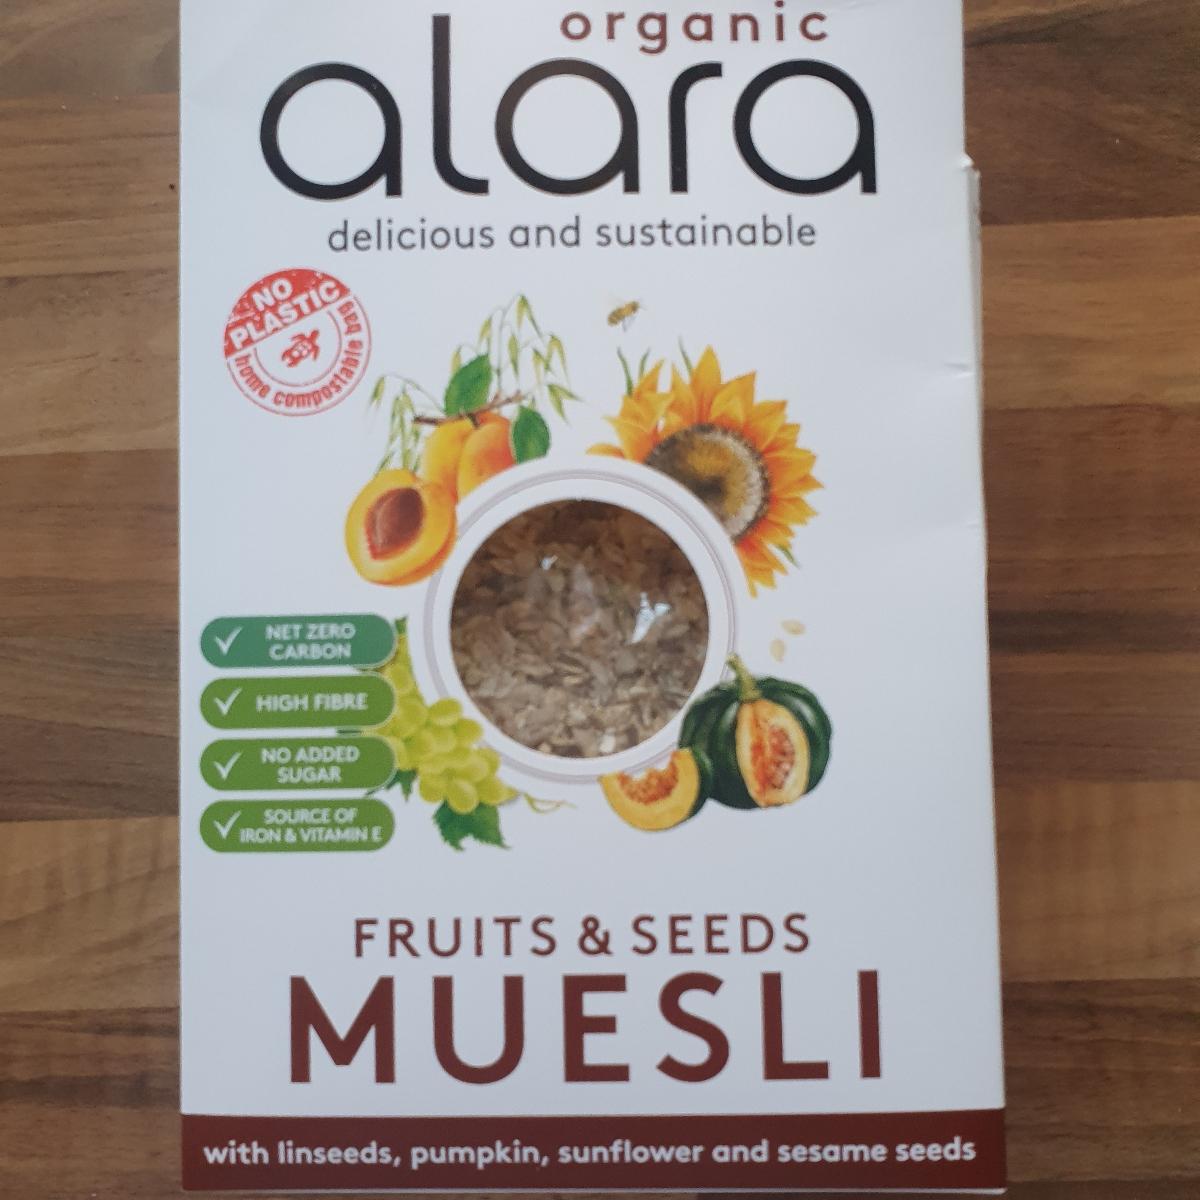 organic
alara
delicious and sustainable
NO
PLASTIC
home compostable bag
NET ZERO
CARBON
HIGH FIBRE
NO ADDED
SUGAR
SOURCE OF
IRON & VITAMIN E
FRUITS & SEEDS
MUESLI
with linseeds, pumpkin, sunflower and sesame seeds